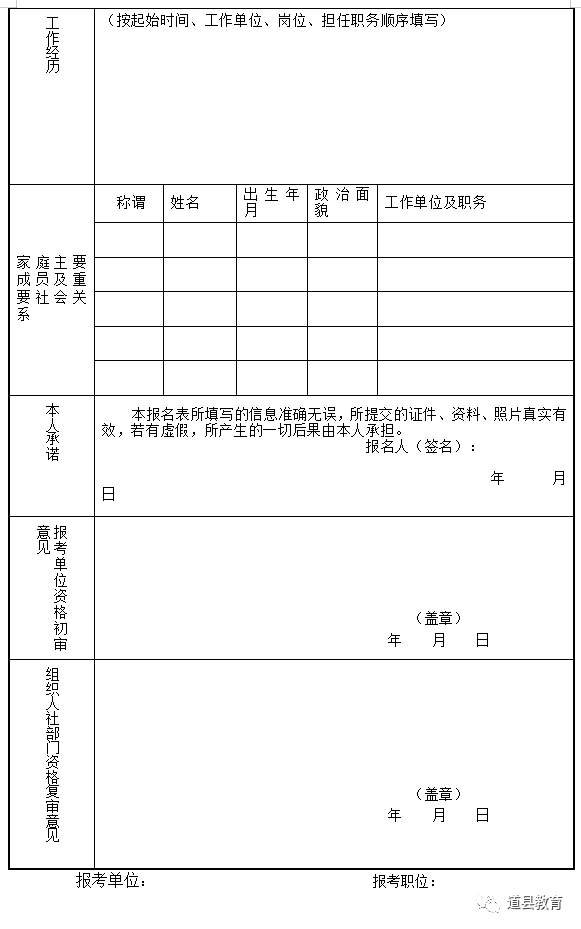 工作经历
（按起始时间、工作单位、岗位、担任职务顺序填写）
家庭主要
成员及重
要社会关
系
称谓
姓名
出生年
月
政治面
貌
工作单位及职务
本人承诺
本报名表所填写的信息准确无误，所提交的证件、资料、照片真实有
效，若有虚假，所产生的一切后果由本人承担。
报名人（签名）：
年 月
日
报考单位资格初审
意见
（盖章）
年 月 日
组织人社部门资格复审意见
（盖章）
年 月 日
报考单位： 报考职位：
道县教育